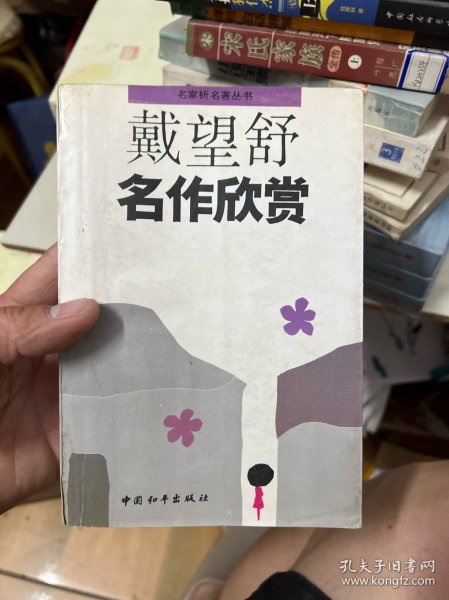 宋氏家族
上
名家析名著丛书
戴望舒
名作欣赏
中国和平出版社
孔夫子旧书网
www.kongfz.com